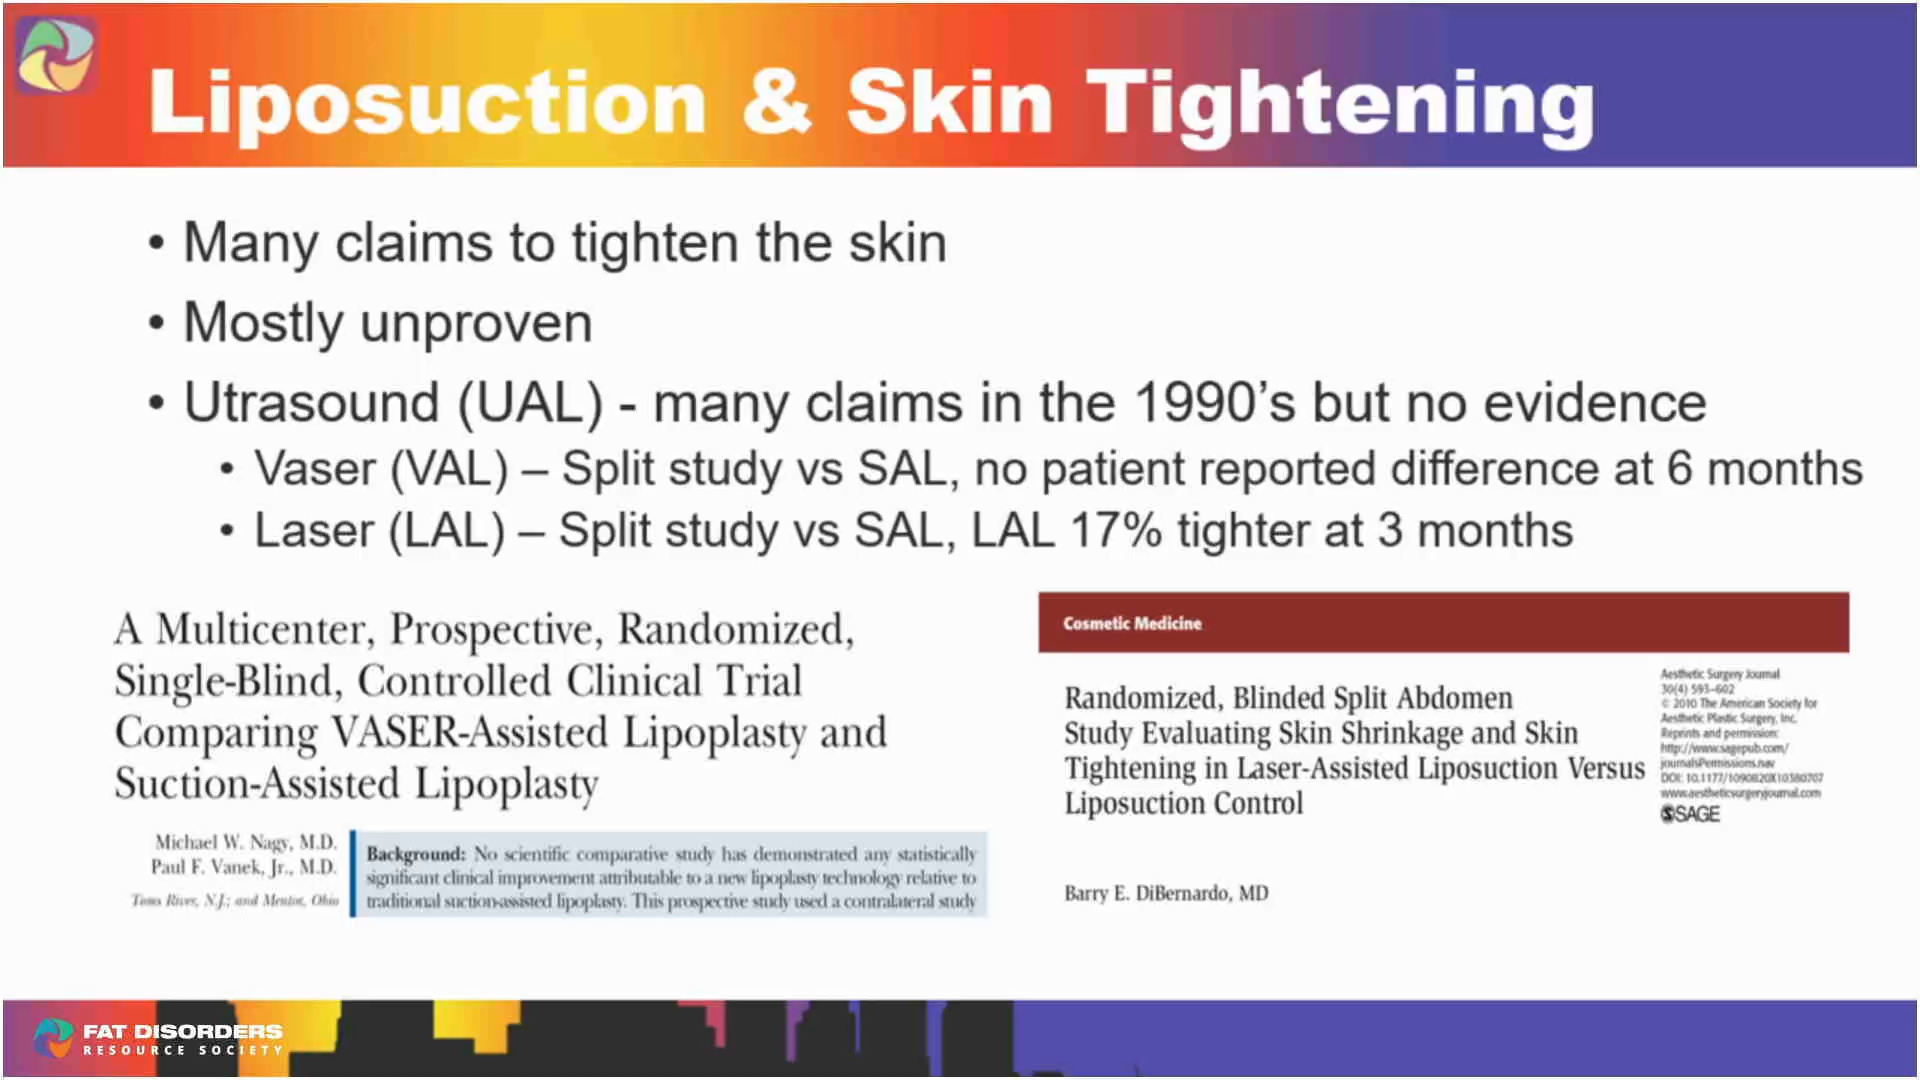 Liposuction & Skin Tightening
• Many claims to tighten the skin
• Mostly unproven
• Utrasound (UAL) - many claims in the 1990's but no evidence
• Vaser (VAL) – Split study vs SAL, no patient reported difference at 6 months
• Laser (LAL) – Split study vs SAL, LAL 17% tighter at 3 months
A Multicenter, Prospective, Randomized,
Single-Blind, Controlled Clinical Trial
Comparing VASER-Assisted Lipoplasty and
Suction-Assisted Lipoplasty
Michael W. Nagy, M.D.
Paul F. Vanek, Jr., M.D.
Toms River, N.J.; and Mentor, Ohio
Background: No scientific comparative study has demonstrated any statistically
significant clinical improvement attributable to a new lipoplasty technology relative to
traditional suction-assisted lipoplasty. This prospective study used a contralateral study
Cosmetic Medicine
Randomized, Blinded Split Abdomen
Study Evaluating Skin Shrinkage and Skin
Tightening in Laser-Assisted Liposuction Versus
Liposuction Control
Barry E. DiBernardo, MD
Aesthetic Surgery Journal
30(4) 593–602
© 2010 The American Society for
Aesthetic Plastic Surgery, Inc.
Reprints and permission:
http://www.sagepub.com/
journalsPermissions.nav
DOI: 10.1177/1090820X10380707
www.aestheticsurgeryjournal.com
SAGE
FAT DISORDERS
RESOURCE SOCIETY